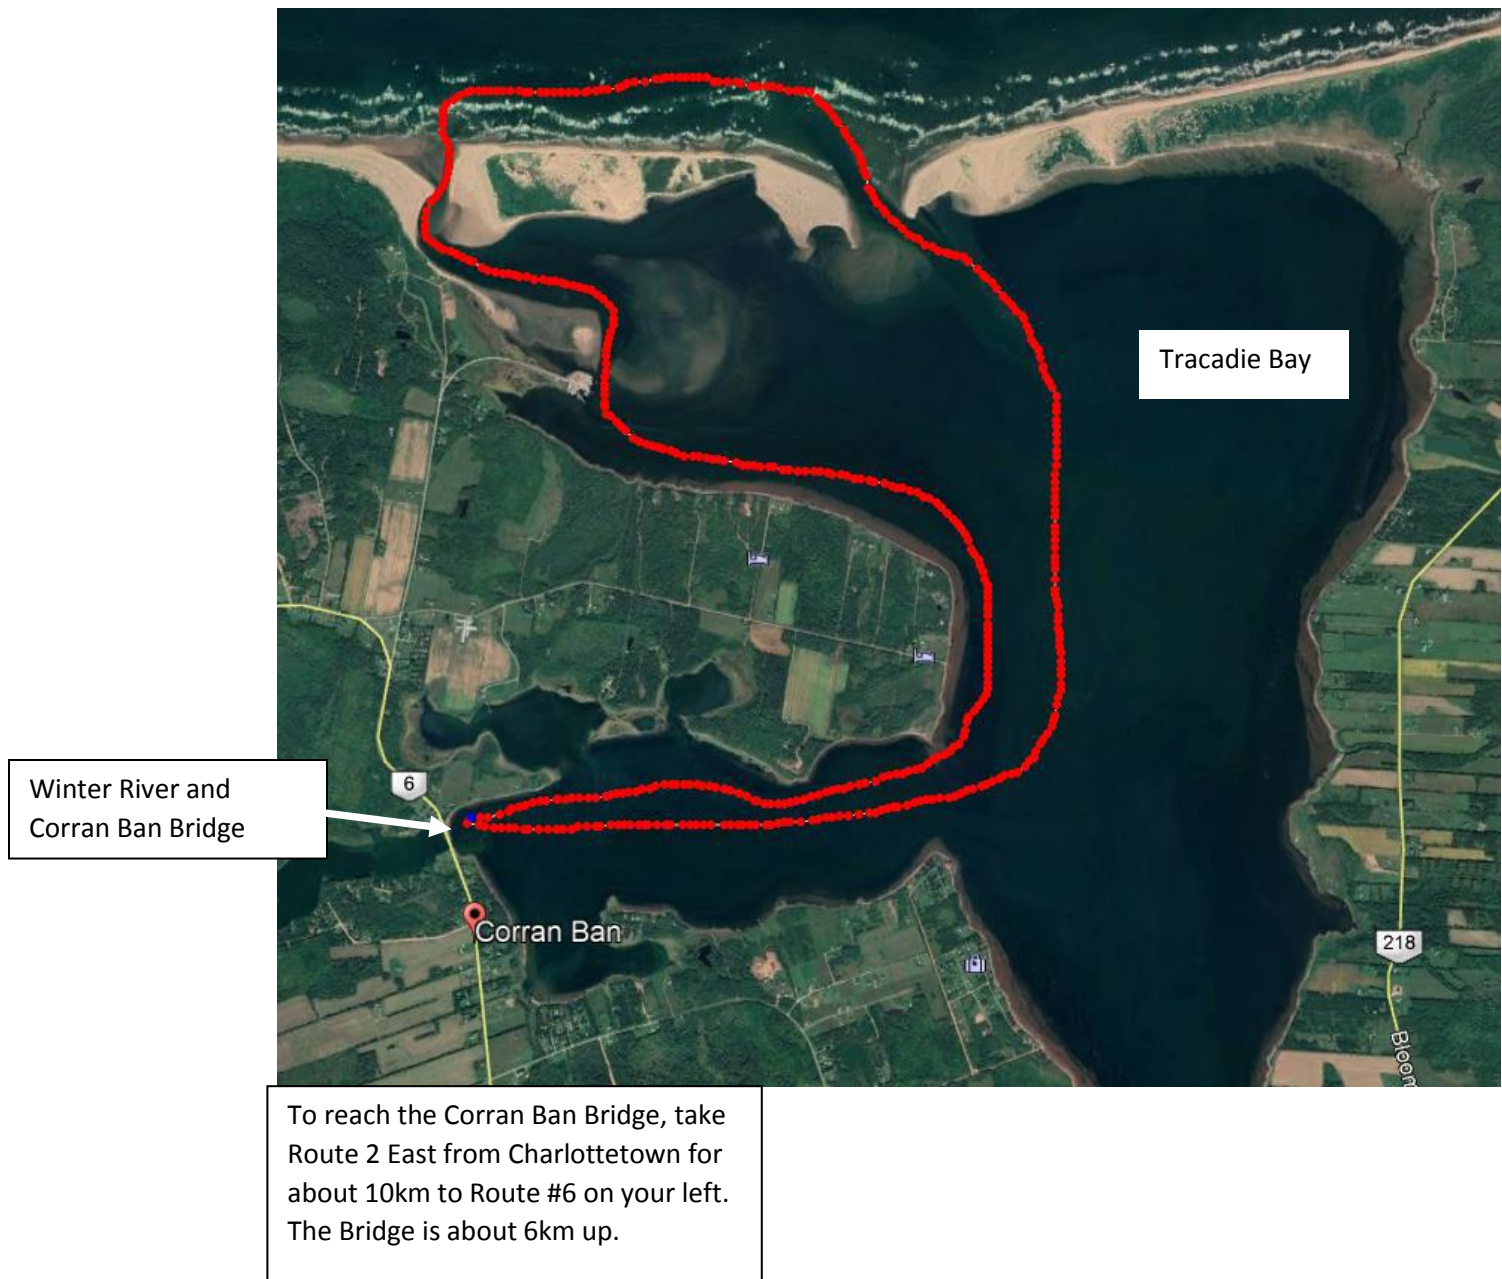 Tracadie Bay
Winter River and
Corran Ban Bridge
6
Corran Ban
218
Bloom
To reach the Corran Ban Bridge, take
Route 2 East from Charlottetown for
about 10km to Route #6 on your left.
The Bridge is about 6km up.